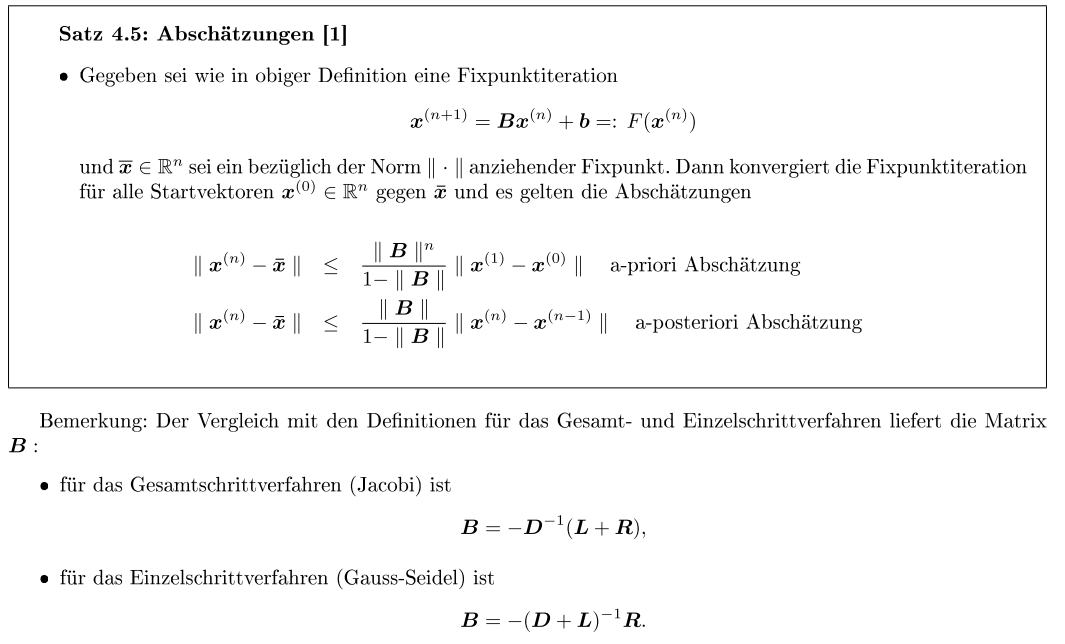 Satz 4.5: Abschätzungen [1]
• Gegeben sei wie in obiger Definition eine Fixpunktiteration
x^(n+1) = Bx^(n) + b =: F(x^(n))
und x̅ ∈ ℝⁿ sei ein bezüglich der Norm ‖ · ‖ anziehender Fixpunkt. Dann konvergiert die Fixpunktiteration
für alle Startvektoren x^(0) ∈ ℝⁿ gegen x̄ und es gelten die Abschätzungen
‖ x^(n) − x̄ ‖ ≤ ‖ B ‖^n / (1− ‖ B ‖) ‖ x^(1) − x^(0) ‖ a-priori Abschätzung
‖ x^(n) − x̄ ‖ ≤ ‖ B ‖ / (1− ‖ B ‖) ‖ x^(n) − x^(n−1) ‖ a-posteriori Abschätzung
Bemerkung: Der Vergleich mit den Definitionen für das Gesamt- und Einzelschrittverfahren liefert die Matrix
B :
• für das Gesamtschrittverfahren (Jacobi) ist
B = −D^−1(L + R),
• für das Einzelschrittverfahren (Gauss-Seidel) ist
B = −(D + L)^−1R.